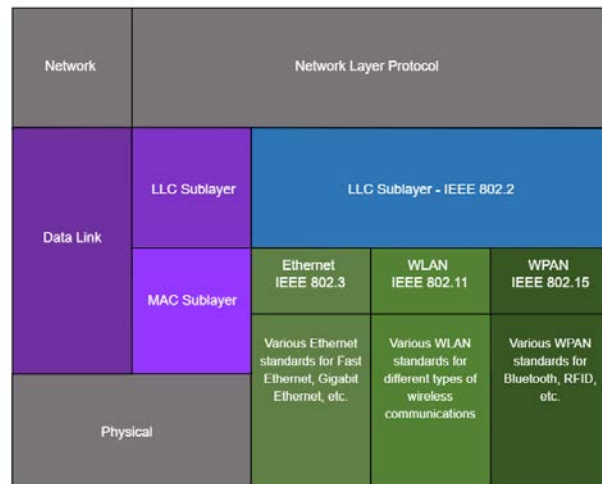 Network
Network Layer Protocol
Data Link
LLC Sublayer
LLC Sublayer - IEEE 802.2
MAC Sublayer
Ethernet
IEEE 802.3
WLAN
IEEE 802.11
WPAN
IEEE 802.15
Various Ethernet
standards for Fast
Ethernet, Gigabit
Ethernet, etc.
Various WLAN
standards for
different types of
wireless
communications
Various WPAN
standards for
Bluetooth, RFID,
etc.
Physical